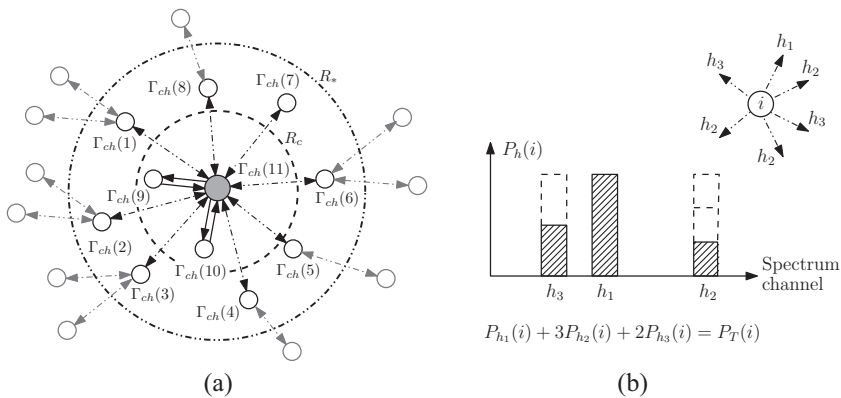 R_*
Γ_ch(8)
Γ_ch(7)
Γ_ch(1)
R_c
Γ_ch(11)
Γ_ch(9)
Γ_ch(6)
Γ_ch(2)
Γ_ch(10)
Γ_ch(5)
Γ_ch(3)
Γ_ch(4)
(a)
h_1
h_3
h_2
i
h_2
h_3
h_2
P_h(i)
Spectrum
channel
h_3
h_1
h_2
P_{h_1}(i) + 3P_{h_2}(i) + 2P_{h_3}(i) = P_T(i)
(b)